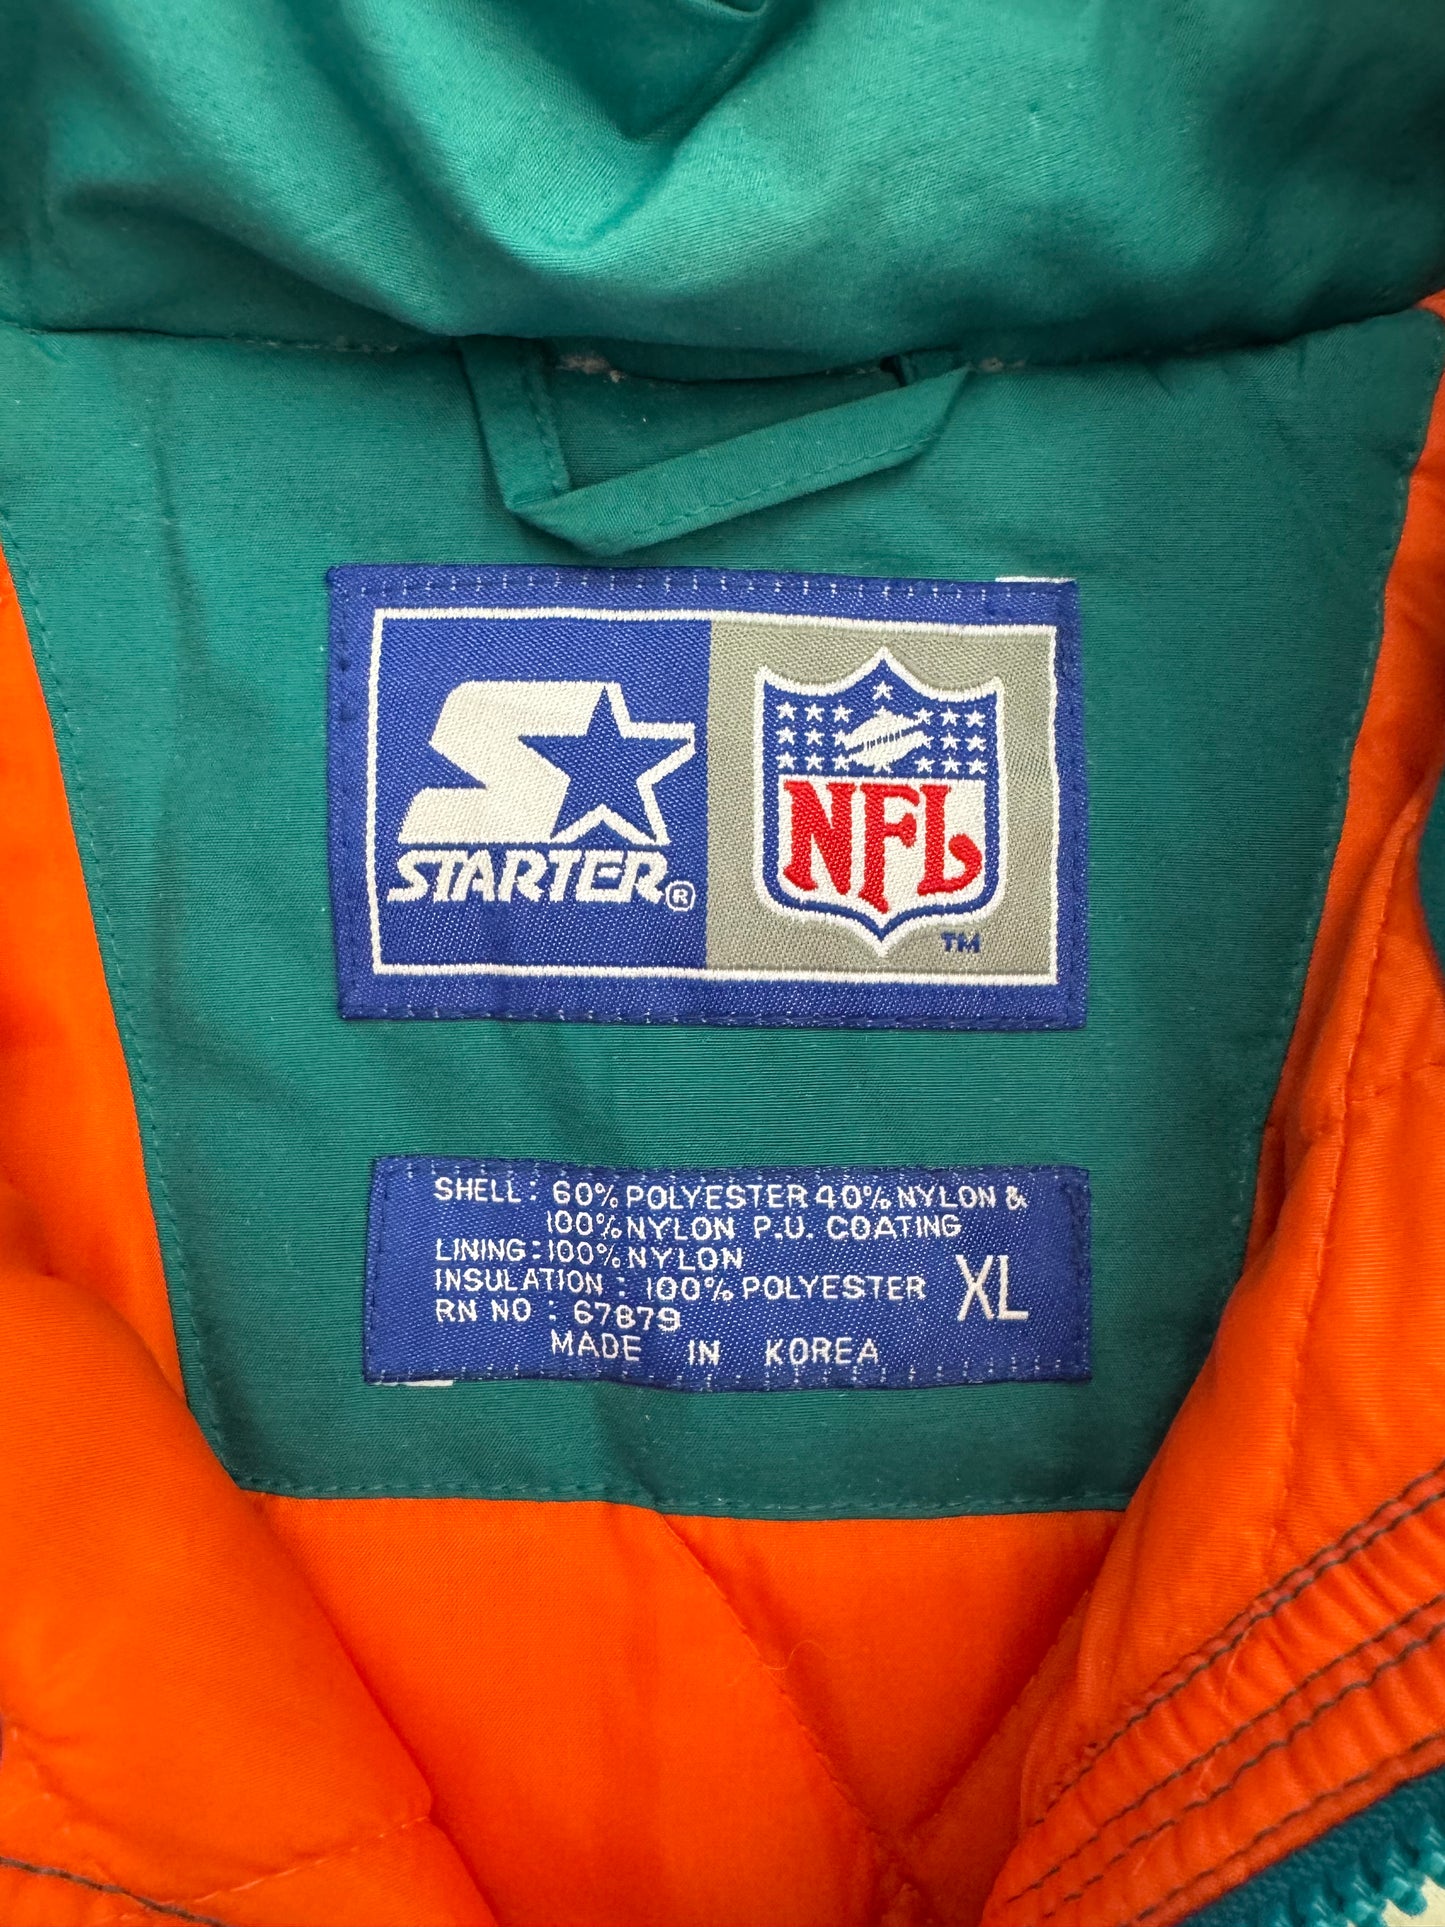 STARTER®
NFL
TM
SHELL : 60% POLYESTER 40% NYLON &
100% NYLON P.U. COATING
LINING : 100% NYLON
INSULATION : 100% POLYESTER
XL
RN NO : 67879
MADE IN KOREA